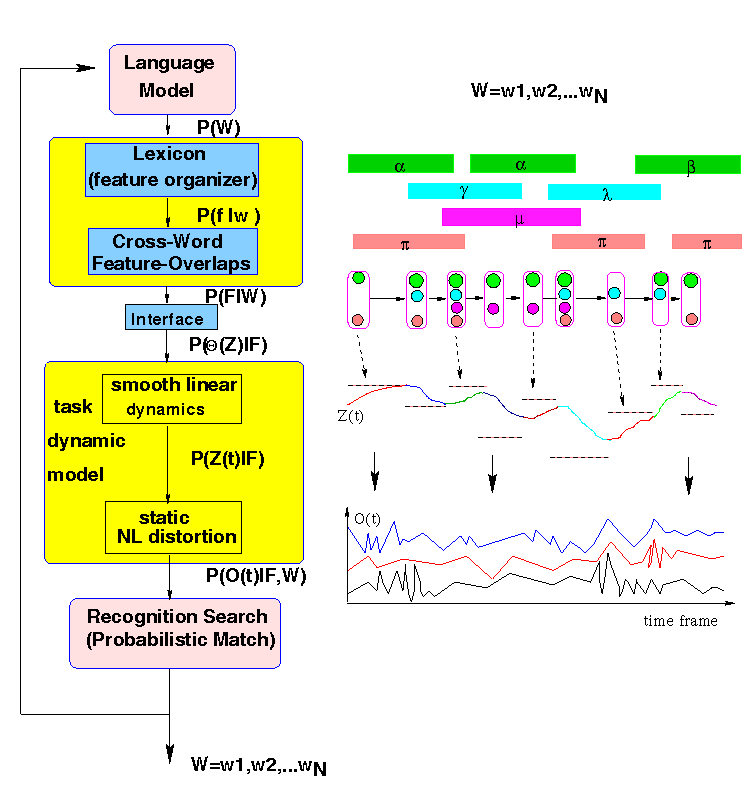 Language
Model
P(W)
Lexicon
(feature organizer)
P(f lw )
Cross-Word
Feature-Overlaps
P(FlW)
Interface
P(Θ(Z)lF)
smooth linear
dynamics
task
dynamic
model
P(Z(t)lF)
static
NL distortion
P(O(t)lF,W)
Recognition Search
(Probabilistic Match)
W=w1,w2,...wN
W=w1,w2,...wN
α α β
γ λ
μ
π π π
Z(t)
O(t)
time frame